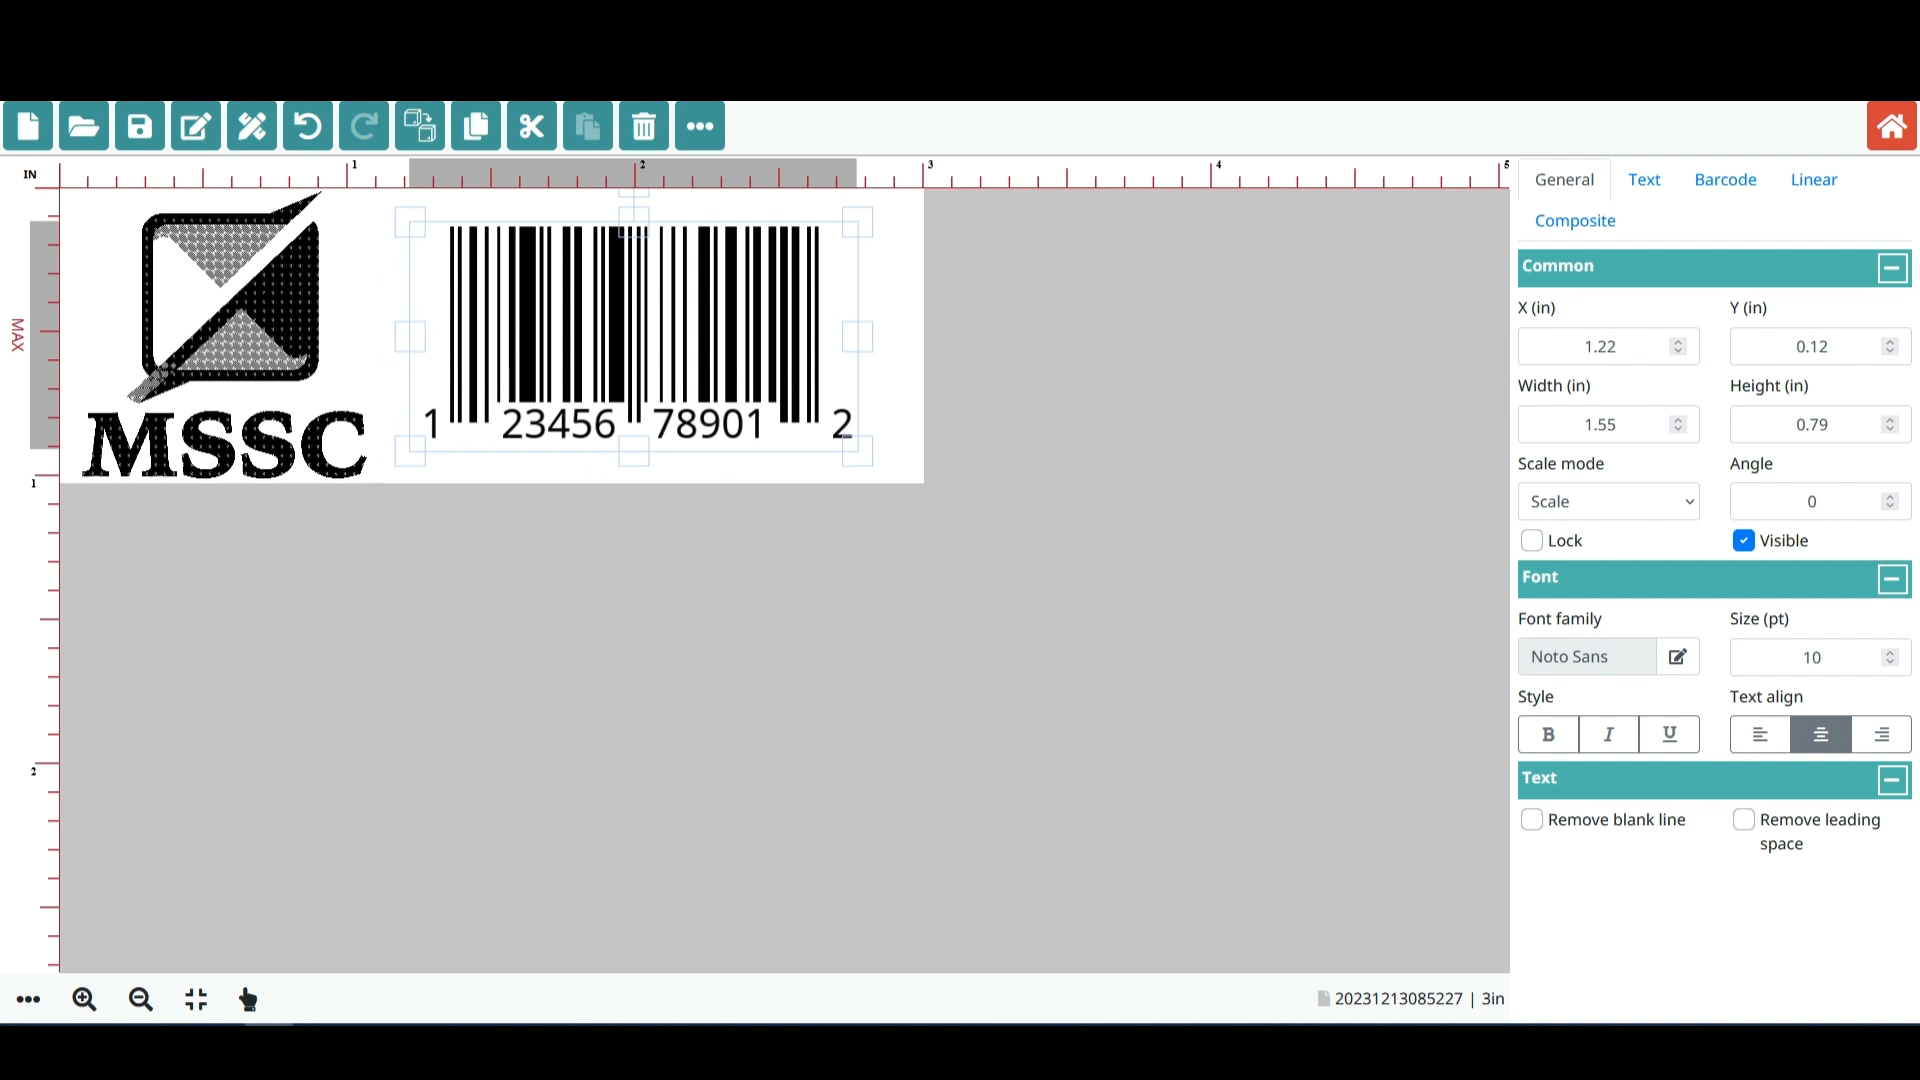 IN 1 2 3 4 5
General Text Barcode Linear
Composite
Common
X (in) Y (in)
1.22 0.12
Width (in) Height (in)
1.55 0.79
Scale mode Angle
Scale 0
Lock Visible
Font
Font family Size (pt)
Noto Sans 10
Style Text align
B I U
Text
Remove blank line Remove leading
space
MAX
1 23456 78901 2
MSSC
1
2
20231213085227 | 3in